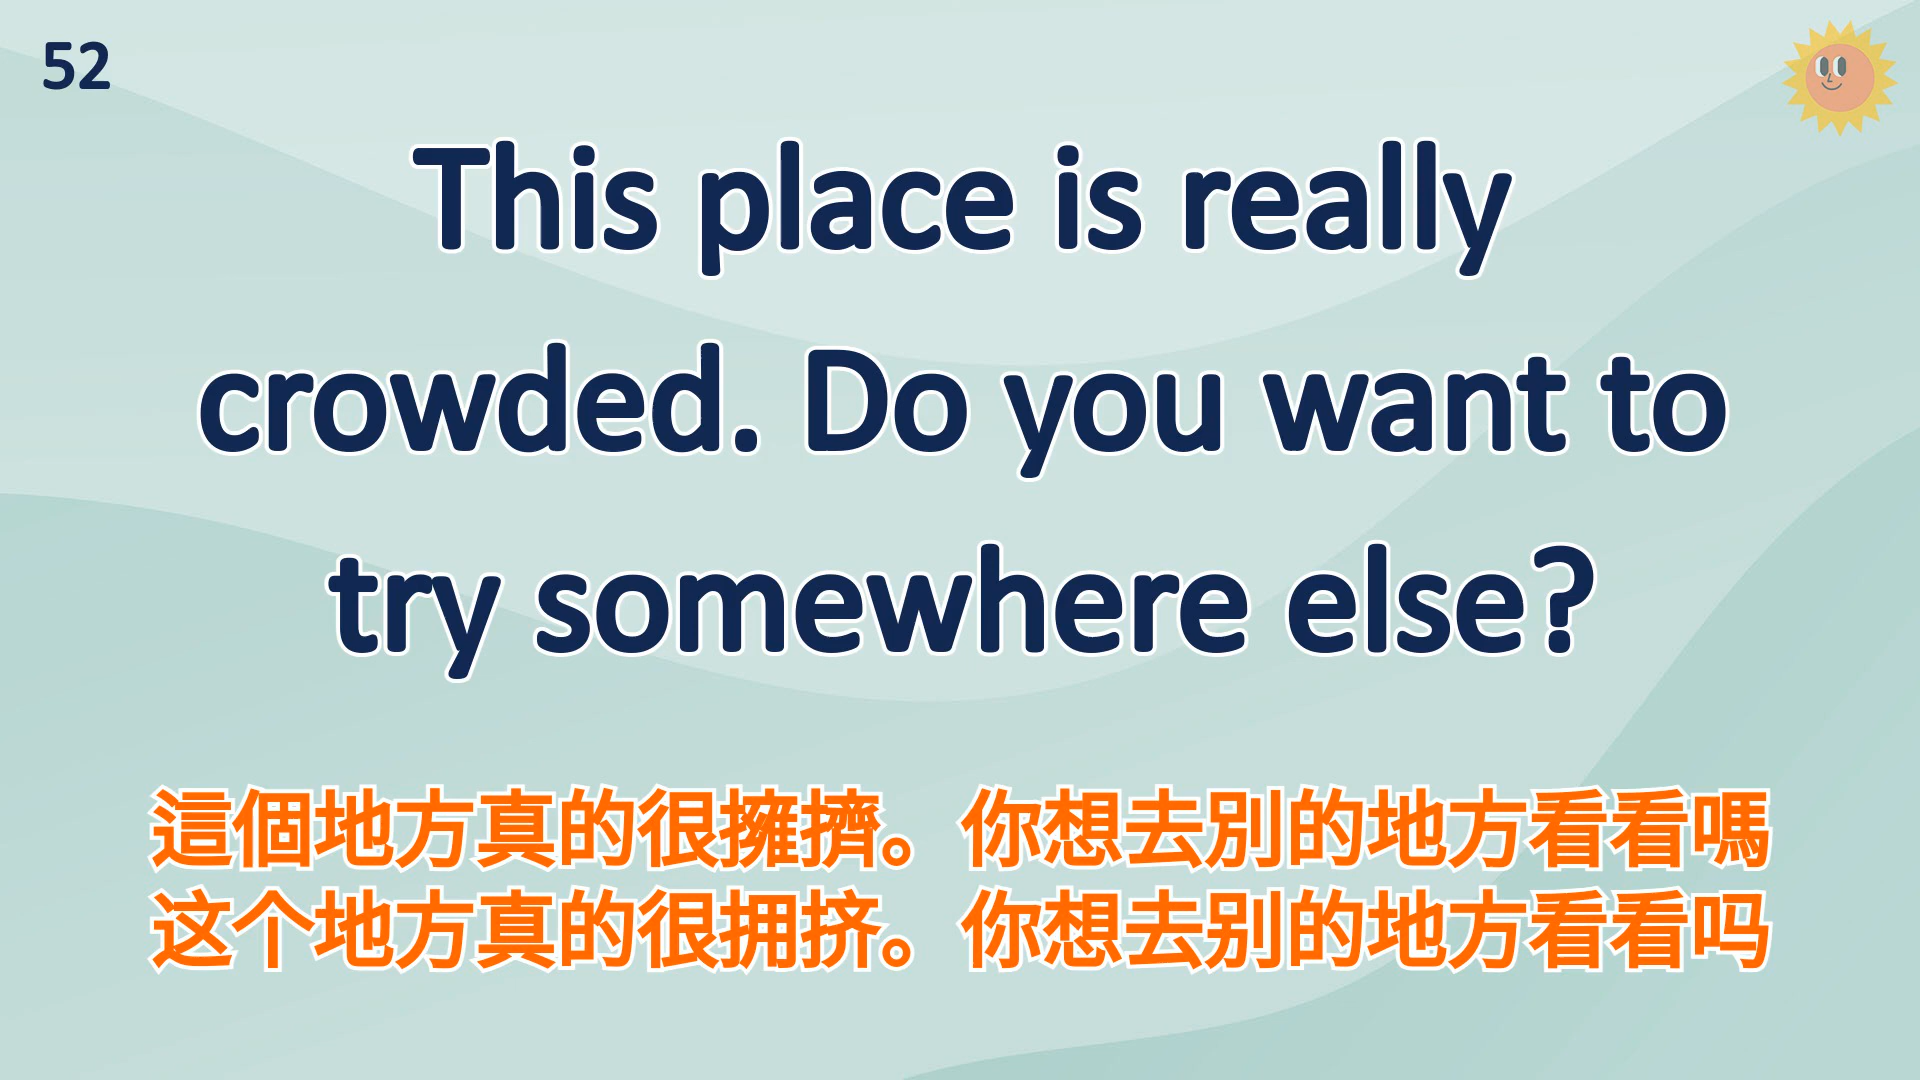 52
This place is really
crowded. Do you want to
try somewhere else?
這個地方真的很擁擠。你想去別的地方看看嗎
这个地方真的很拥挤。你想去别的地方看看吗